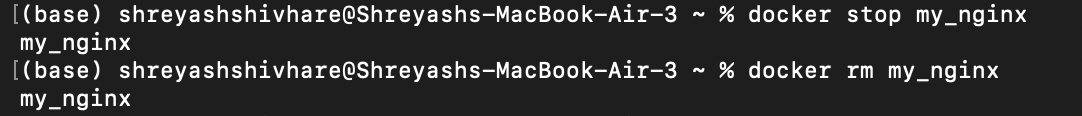 [(base) shreyashshivhare@Shreyashs-MacBook-Air-3 ~ % docker stop my_nginx
my_nginx
[(base) shreyashshivhare@Shreyashs-MacBook-Air-3 ~ % docker rm my_nginx
my_nginx